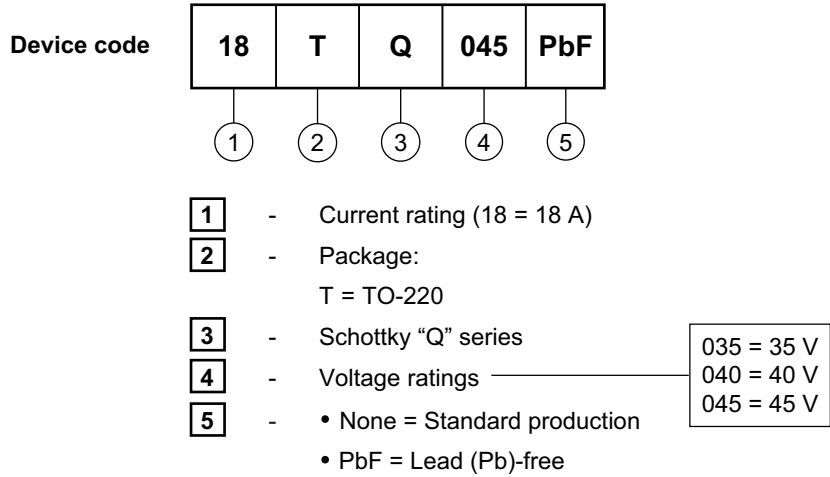 Device code 18 T Q 045 PbF
1 2 3 4 5
1 - Current rating (18 = 18 A)
2 - Package:
T = TO-220
3 - Schottky “Q” series
4 - Voltage ratings
035 = 35 V
040 = 40 V
045 = 45 V
5 - • None = Standard production
• PbF = Lead (Pb)-free